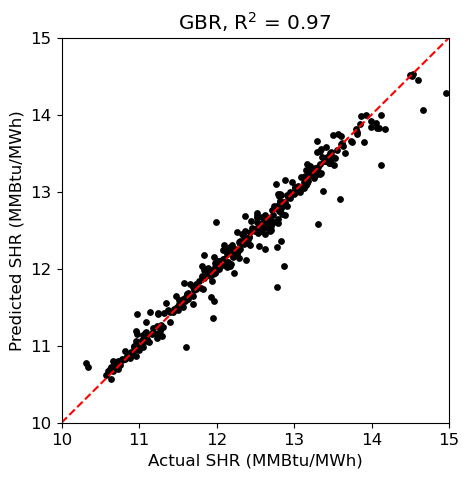 GBR, R² = 0.97
15
14
13
12
11
10
Predicted SHR (MMBtu/MWh)
10 11 12 13 14 15
Actual SHR (MMBtu/MWh)